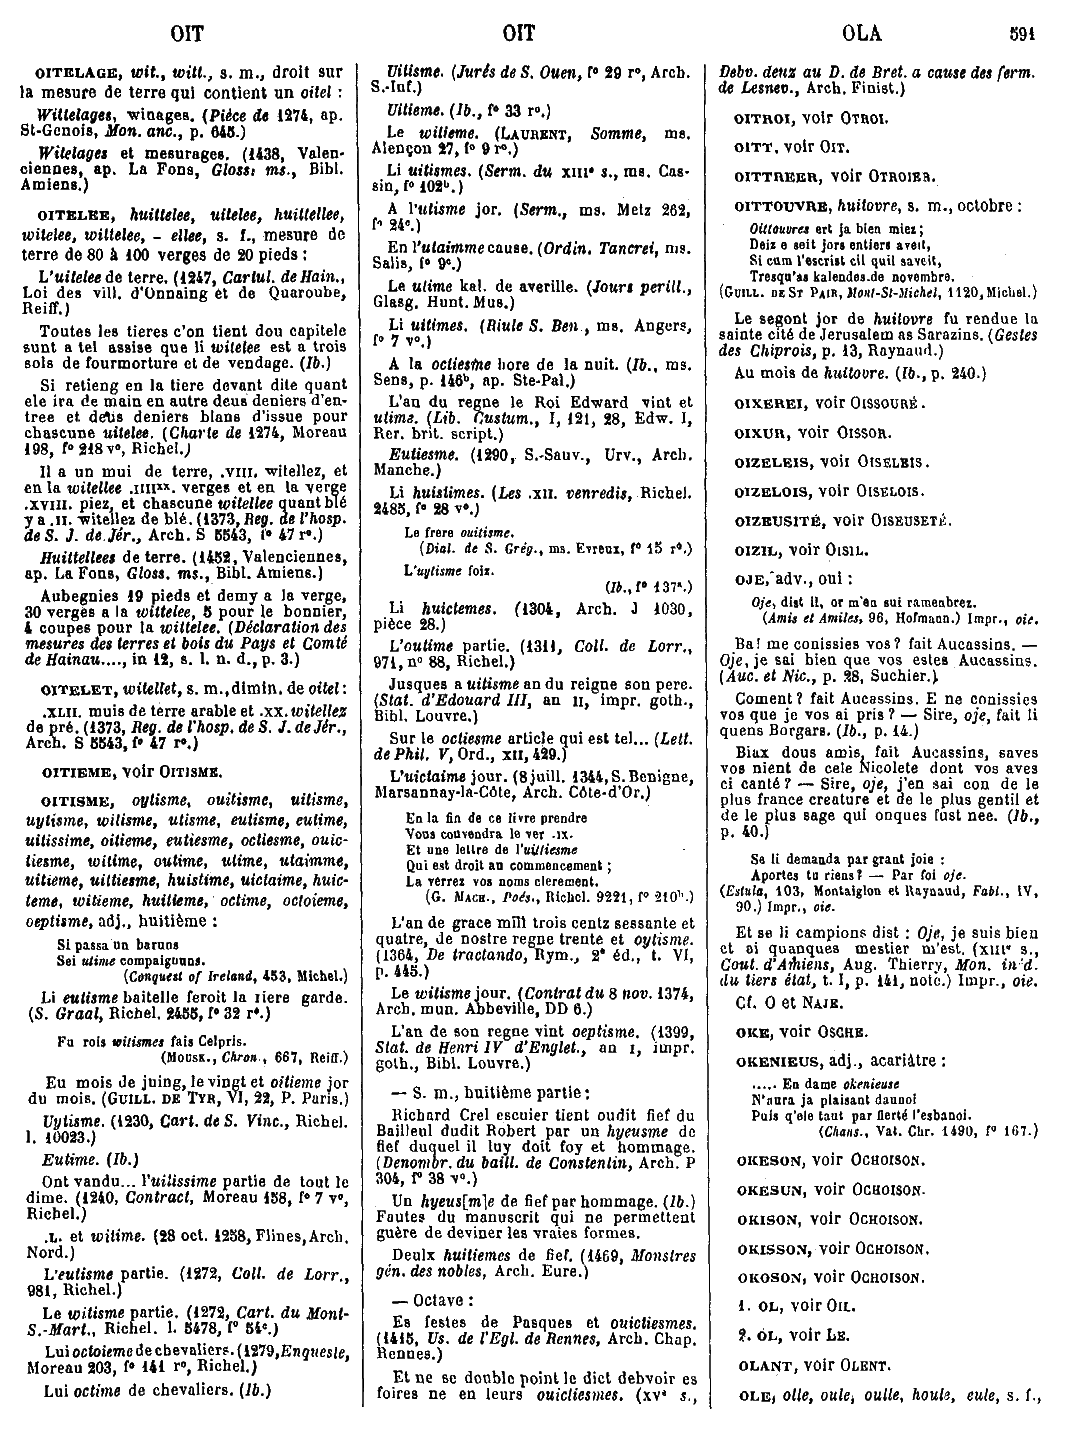 OIT
OIT
OLA
591
OITELAGE, wit., witt., s. m., droit sur
la mesure de terre qui contient un oitel :
Wittelages, winages. (Pièce de 1274, ap.
St-Genois, Mon. anc., p. 645.)
Witelages et mesurages. (1438, Valen-
ciennes, ap. La Fons, Gloss. ms., Bibl.
Amiens.)
OITELEE, huittelee, uitelee, huittellee,
witelee, wittelee, - ellee, s. f., mesure de
terre de 80 à 100 verges de 20 pieds :
L'uitelee de terre. (1247, Cartul. de Hain.,
Loi des vill. d'Onnaing et de Quaroube,
Reiff.)
Toutes les tieres c'on tient dou capitele
sunt a tel assise que li witelee est a trois
sols de fourmorture et de vendage. (Ib.)
Si retieng en la tiere devant dite quant
ele ira de main en autre deus deniers d'en-
tree et deus deniers blans d'issue pour
chascune uitelee. (Charte de 1274, Moreau
198, f° 218 v°, Richel.)
Il a un mui de terre, .VIII. witellez, et
en la witellee .IIIIxx. verges et en la verge
.XVIII. piez, et chascune witellee quant blé
y a .II. witellez de blé. (1373, Reg. de l'hosp.
de S. J. de Jér., Arch. S 5543, f° 47 r°.)
Huittellees de terre. (1452, Valenciennes,
ap. La Fons, Gloss. ms., Bibl. Amiens.)
Aubegnies 19 pieds et demy a la verge,
30 verges a la wittelee, 5 pour le bonnier,
4 coupes pour la wittelee. (Déclaration des
mesures des terres et bois du Pays et Comté
de Hainau...., in 12, s. l. n. d., p. 3.)
OITELET, witellet, s. m., dimin. de oitel :
.XLII. muis de terre arable et .XX. witellez
de pré. (1373, Reg. de l'hosp. de S. J. de Jér.,
Arch. S 5543, f° 47 r°.)
OITIEME, voir OITISME.
OITISME, oytisme, ouitisme, uitisme,
uytisme, witisme, utisme, eutisme, eutime,
uitissime, oitieme, eutiesme, octiesme, ouic-
tiesme, witime, outime, utime, utaimme,
uitieme, uittiesme, huistime, uictaime, huic-
teme, witieme, huitieme, octime, octoieme,
oeptisme, adj., huitième :
Si passa un baruns
Sei utime compaignuns.
(Conquest of Ireland, 453, Michel.)
Li eutisme bateille feroit la riere garde.
(S. Graal, Richel. 2455, f° 32 r°.)
Fu rois witismes fais Celpris.
(MOUSK., Chron., 667, Reiff.)
Eu mois de juing, le vingt et oitieme jor
du mois. (GUILL. DE TYR, VI, 22, P. Paris.)
Uytisme. (1230, Cart. de S. Vinc., Richel.
l. 10023.)
Eutime. (Ib.)
Ont vandu... l'uitissime partie de tout le
dime. (1240, Contract, Moreau 158, f° 7 v°,
Richel.)
.L. et witime. (28 oct. 1258, Flines, Arch.
Nord.)
L'eutisme partie. (1272, Coll. de Lorr.,
981, Richel.)
Le witisme partie. (1272, Cart. du Mont-
S.-Mart., Richel. l. 5478, f° 54c.)
Lui octoieme de chevaliers. (1279, Enqueste,
Moreau 203, f° 141 r°, Richel.)
Lui octime de chevaliers. (Ib.)
Uitisme. (Jurés de S. Ouen, f° 29 r°, Arch.
S.-Inf.)
Uitieme. (Ib., f° 33 r°.)
Le witieme. (LAURENT, Somme, ms.
Alençon 27, f° 9 r°.)
Li uitismes. (Serm. du XIIIe s., ms. Cas-
sin, f° 102b.)
A l'utisme jor. (Serm., ms. Metz 262,
f° 24c.)
En l'utaimme cause. (Ordin. Tancrei, ms.
Salis, f° 9c.)
Le utime kal. de averille. (Jours perill.,
Glasg. Hunt. Mus.)
Li uitimes. (Riule S. Ben., ms. Angers,
f° 7 v°.)
A la octiesme hore de la nuit. (Ib., ms.
Sens, p. 146b, ap. Ste-Pal.)
L'an du regne le Roi Edward vint et
utime. (Lib. Custum., I, 121, 28, Edw. I,
Rer. brit. script.)
Eutiesme. (1290, S.-Sauv., Urv., Arch.
Manche.)
Li huistimes. (Les .XII. venredis, Richel.
2485, f° 28 v°.)
Le frere ouitisme.
(Dial. de S. Grég., ms. Evreux, f° 15 r°.)
L'uytisme foiz.
(Ib., f° 137a.)
Li huictemes. (1304, Arch. J 1030,
pièce 28.)
L'outime partie. (1311, Coll. de Lorr.,
971, n° 88, Richel.)
Jusques a uitisme an du reigne son pere.
(Stat. d'Edouard III, an II, impr. goth.,
Bibl. Louvre.)
Sur le octiesme article qui est tel... (Lett.
de Phil. V, Ord., XII, 429.)
L'uictaime jour. (8 juill. 1344, S. Benigne,
Marsannay-la-Côte, Arch. Côte-d'Or.)
En la fin de ce livre prendre
Vous convendra le ver .IX.
Et une lettre de l'uittiesme
Qui est droit au commencement ;
La verrez vos noms clerement.
(G. MACH., Poés., Richel. 9221, f° 210b.)
L'an de grace mill trois centz sessante et
quatre, de nostre regne trente et oytisme.
(1364, De tractando, Rym., 2e éd., t. VI,
p. 445.)
Le witisme jour. (Contrat du 8 nov. 1374,
Arch. mun. Abbeville, DD 6.)
L'an de son regne vint oeptisme. (1399,
Stat. de Henri IV d'Englet., an I, impr.
goth., Bibl. Louvre.)
— S. m., huitième partie :
Richard Crel escuier tient oudit fief du
Bailleul dudit Robert par un hyeusme de
fief duquel il luy doit foy et hommage.
(Denombr. du baill. de Constentin, Arch. P
304, f° 38 v°.)
Un hyeus[m]e de fief par hommage. (Ib.)
Fautes du manuscrit qui ne permettent
guère de deviner les vraies formes.
Deulx huitiemes de fief. (1469, Monstres
gén. des nobles, Arch. Eure.)
— Octave :
Es festes de Pasques et ouictiesmes.
(1415, Us. de l'Egl. de Rennes, Arch. Chap.
Rennes.)
Et ne se double point le dict debvoir es
foires ne en leurs ouictiesmes. (XVe s.,
Debv. deuz au D. de Bret. a cause des ferm.
de Lesnev., Arch. Finist.)
OITROI, voir OTROI.
OITT, voir OIT.
OITTREER, voir OTROIER.
OITTOUVRE, huitovre, s. m., octobre :
Oittouvres ert ja bien miez ;
Deiz e seit jors entiers aveit,
Si cum l'escrist cil quil saveit,
Tresqu'as kalendes de novembre.
(GUILL. DE ST PAIR, Mont-St-Michel, 1120, Michel.)
Le segont jor de huitovre fu rendue la
sainte cité de Jerusalem as Sarazins. (Gestes
des Chiprois, p. 13, Raynaud.)
Au mois de huitovre. (Ib., p. 240.)
OIXEREI, voir OISSOURÉ.
OIXUR, voir OISSOR.
OIZELEIS, voir OISELEIS.
OIZELOIS, voir OISELOIS.
OIZEUSITÉ, voir OISEUSETÉ.
OIZIL, voir OISIL.
OJE, adv., oui :
Oje, dist il, or m'en sui ramenbrez.
(Amis et Amiles, 96, Hofmann.) Impr., oie.
Ba! me conissies vos? fait Aucassins. —
Oje, je sai bien que vos estes Aucassins.
(Auc. et Nic., p. 28, Suchier.)
Coment? fait Aucassins. E ne conissies
vos que je vos ai pris? — Sire, oje, fait li
quens Borgars. (Ib., p. 14.)
Biax dous amis, fait Aucassins, saves
vos nient de cele Nicolete dont vos aves
ci canté? — Sire, oje, j'en sai con de le
plus france creature et de le plus gentil et
de le plus sage qui onques fust nee. (Ib.,
p. 40.)
Se li demanda par grant joie :
Aportes tu riens? — Par foi oje.
(Estula, 103, Montaiglon et Raynaud, Fabl., IV,
90.) Impr., oie.
Et se li campions dist : Oje, je suis bien
et ai quanques mestier m'est. (XIIIe s.,
Cout. d'Amiens, Aug. Thierry, Mon. inéd.
du tiers état, t. I, p. 141, note.) Impr., oie.
Cf. O et NAJE.
OKE, voir OSCHE.
OKENIEUS, adj., acariâtre :
..... En dame okenieuse
N'aura ja plaisant dannoi
Puis q'ele taut par fierté l'esbanoi.
(Chans., Vat. Chr. 1490, f° 167.)
OKESON, voir OCHOISON.
OKESUN, voir OCHOISON.
OKISON, voir OCHOISON.
OKISSON, voir OCHOISON.
OKOSON, voir OCHOISON.
1. OL, voir OIL.
2. OL, voir LE.
OLANT, voir OLENT.
OLE, olle, oule, oulle, houle, eule, s. f.,